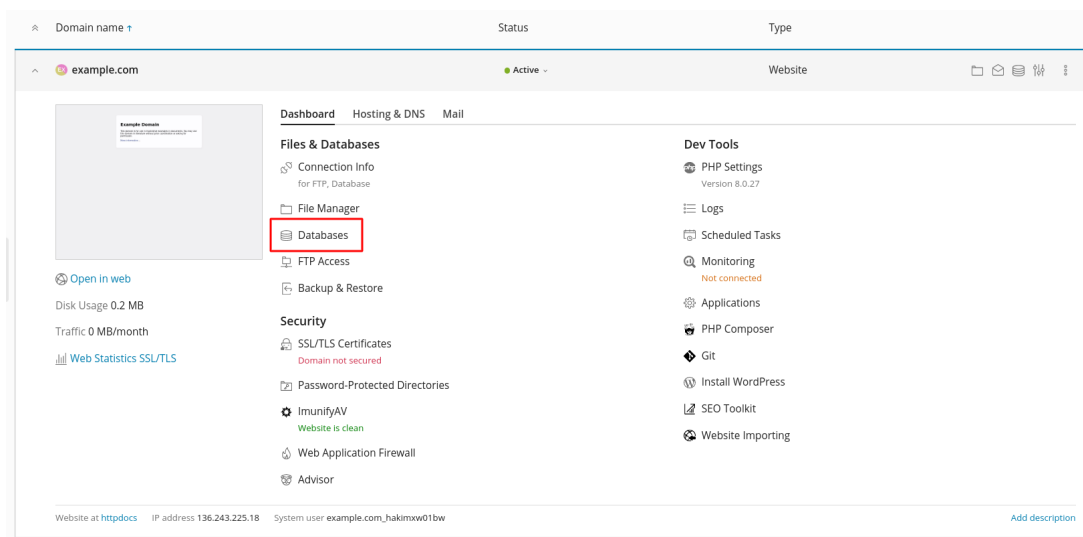 Domain name ↑ Status Type
example.com Active Website
Example Domain
Dashboard Hosting & DNS Mail
Files & Databases
Connection Info
for FTP, Database
File Manager
Databases
FTP Access
Backup & Restore
Security
SSL/TLS Certificates
Domain not secured
Password-Protected Directories
ImunifyAV
Website is clean
Web Application Firewall
Advisor
Dev Tools
php PHP Settings
Version 8.0.27
Logs
Scheduled Tasks
Monitoring
Not connected
Applications
PHP Composer
Git
Install WordPress
SEO Toolkit
Website Importing
Open in web
Disk Usage 0.2 MB
Traffic 0 MB/month
Web Statistics SSL/TLS
Website at httpdocs IP address 136.243.225.18 System user example.com_hakimxw01bw Add description